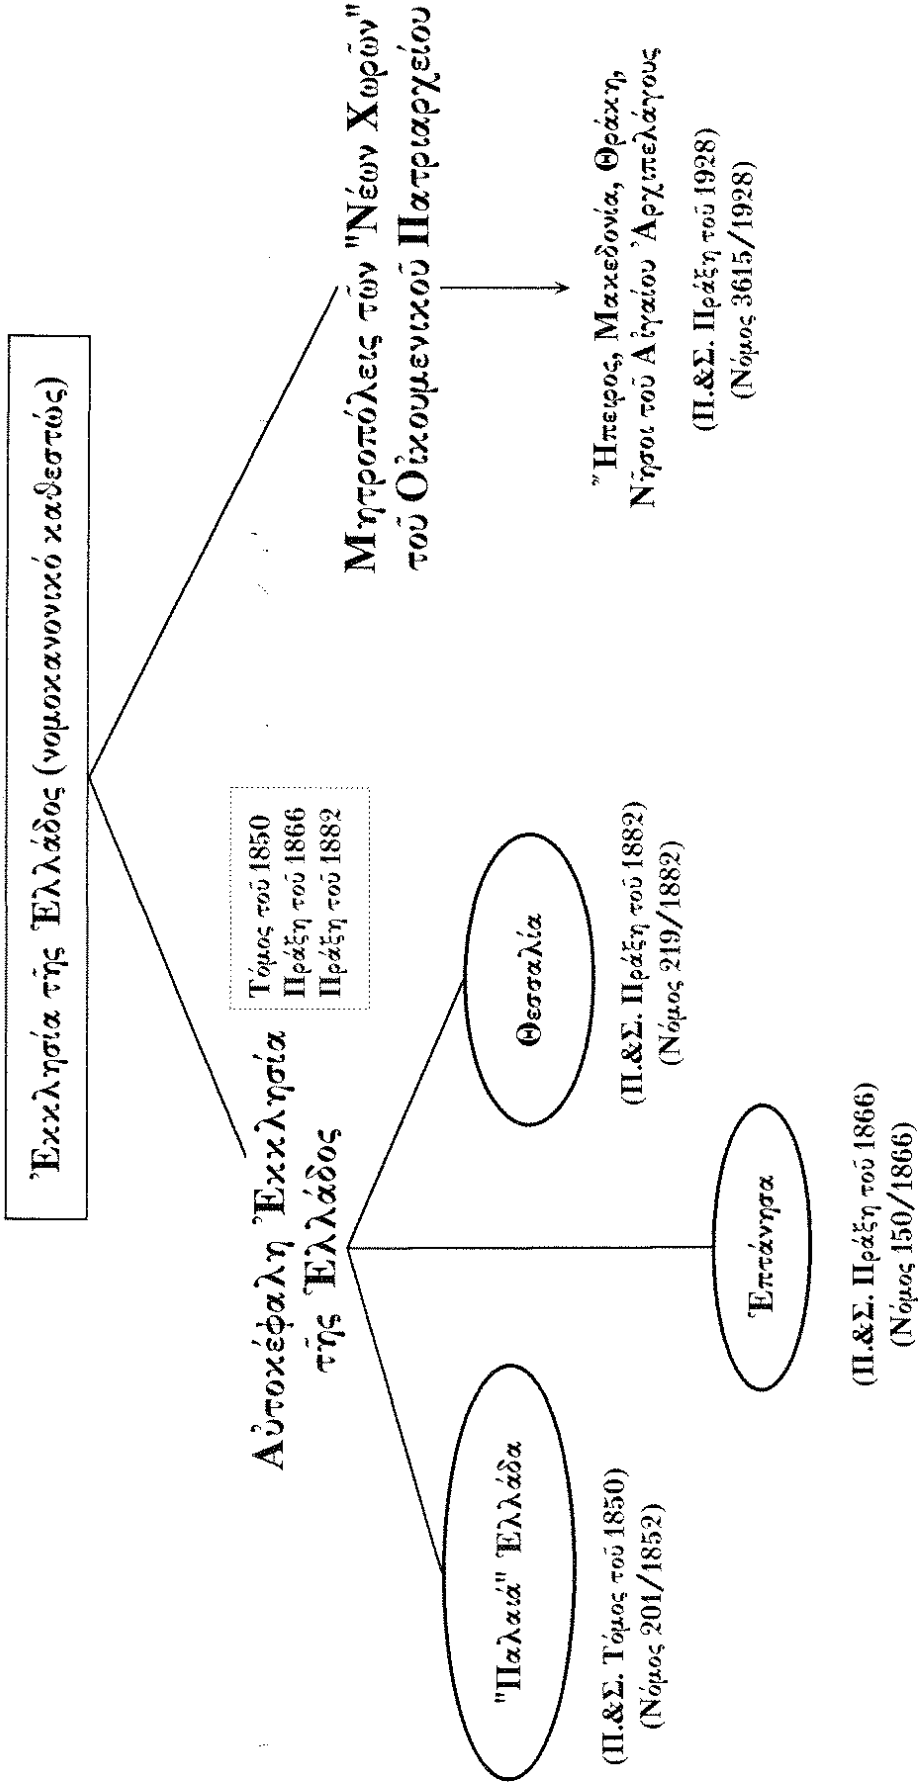 Ἐκκλησία τῆς Ἑλλάδος (νομοκανονικό καθεστώς)
Αὐτοκέφαλη Ἐκκλησία
τῆς Ἑλλάδος
Τόμος τοῦ 1850
Πράξη τοῦ 1866
Πράξη τοῦ 1882
Μητροπόλεις τῶν "Νέων Χωρῶν"
τοῦ Οἰκουμενικοῦ Πατριαρχείου
"Παλαιά" Ἑλλάδα
(Π.&Σ. Τόμος τοῦ 1850)
(Νόμος 201/1852)
Ἑπτάνησα
(Π.&Σ. Πράξη τοῦ 1866)
(Νόμος 150/1866)
Θεσσαλία
(Π.&Σ. Πράξη τοῦ 1882)
(Νόμος 219/1882)
Ἤπειρος, Μακεδονία, Θράκη,
Νῆσοι τοῦ Αἰγαίου Ἀρχιπελάγους
(Π.&Σ. Πράξη τοῦ 1928)
(Νόμος 3615/1928)